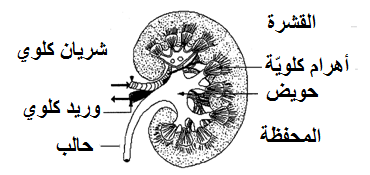 القشرة
شريان كلوي
أهرام كلويّة
حويض
وريد كلوي
المحفظة
حالب